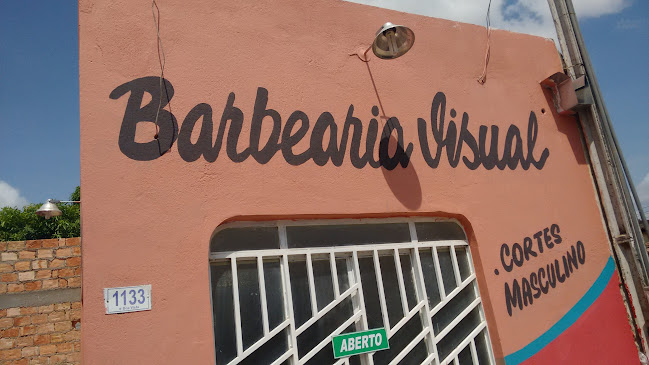 Barbearia Visual
. CORTES
MASCULINO
1133
ABERTO